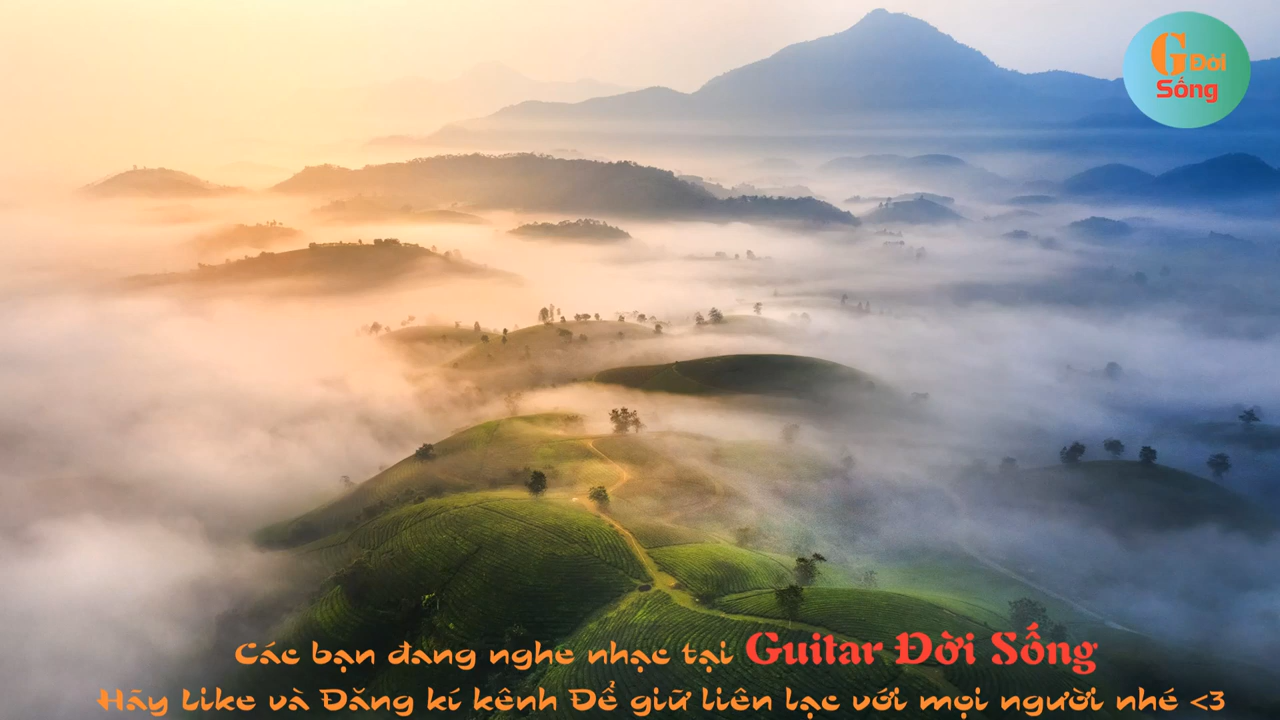 G Đời
Sống
Các bạn đang nghe nhạc tại Guitar Đời Sống
Hãy Like và Đăng kí kênh Để giữ liên lạc với mọi người nhé <3